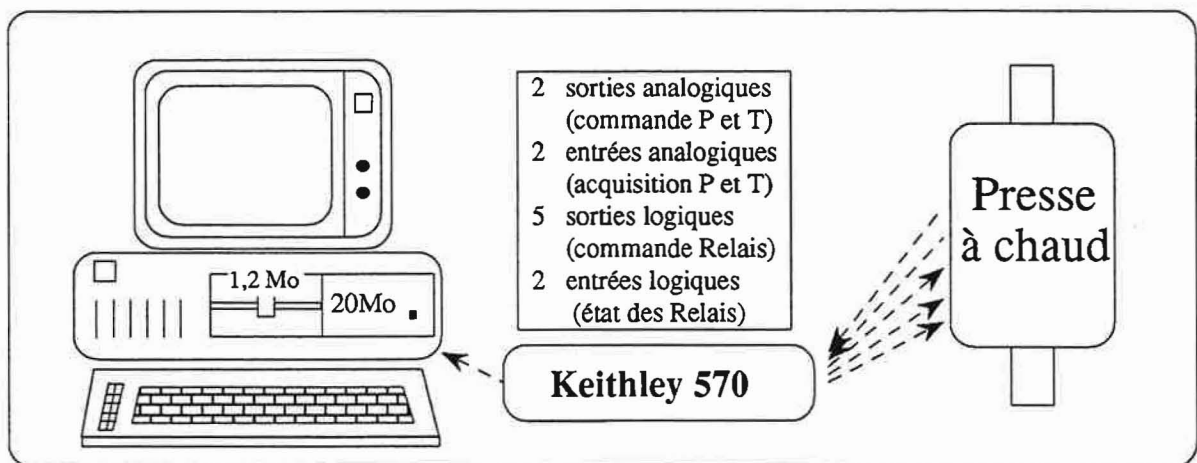 1,2 Mo
20Mo
2 sorties analogiques
(commande P et T)
2 entrées analogiques
(acquisition P et T)
5 sorties logiques
(commande Relais)
2 entrées logiques
(état des Relais)
Keithley 570
Presse
à chaud